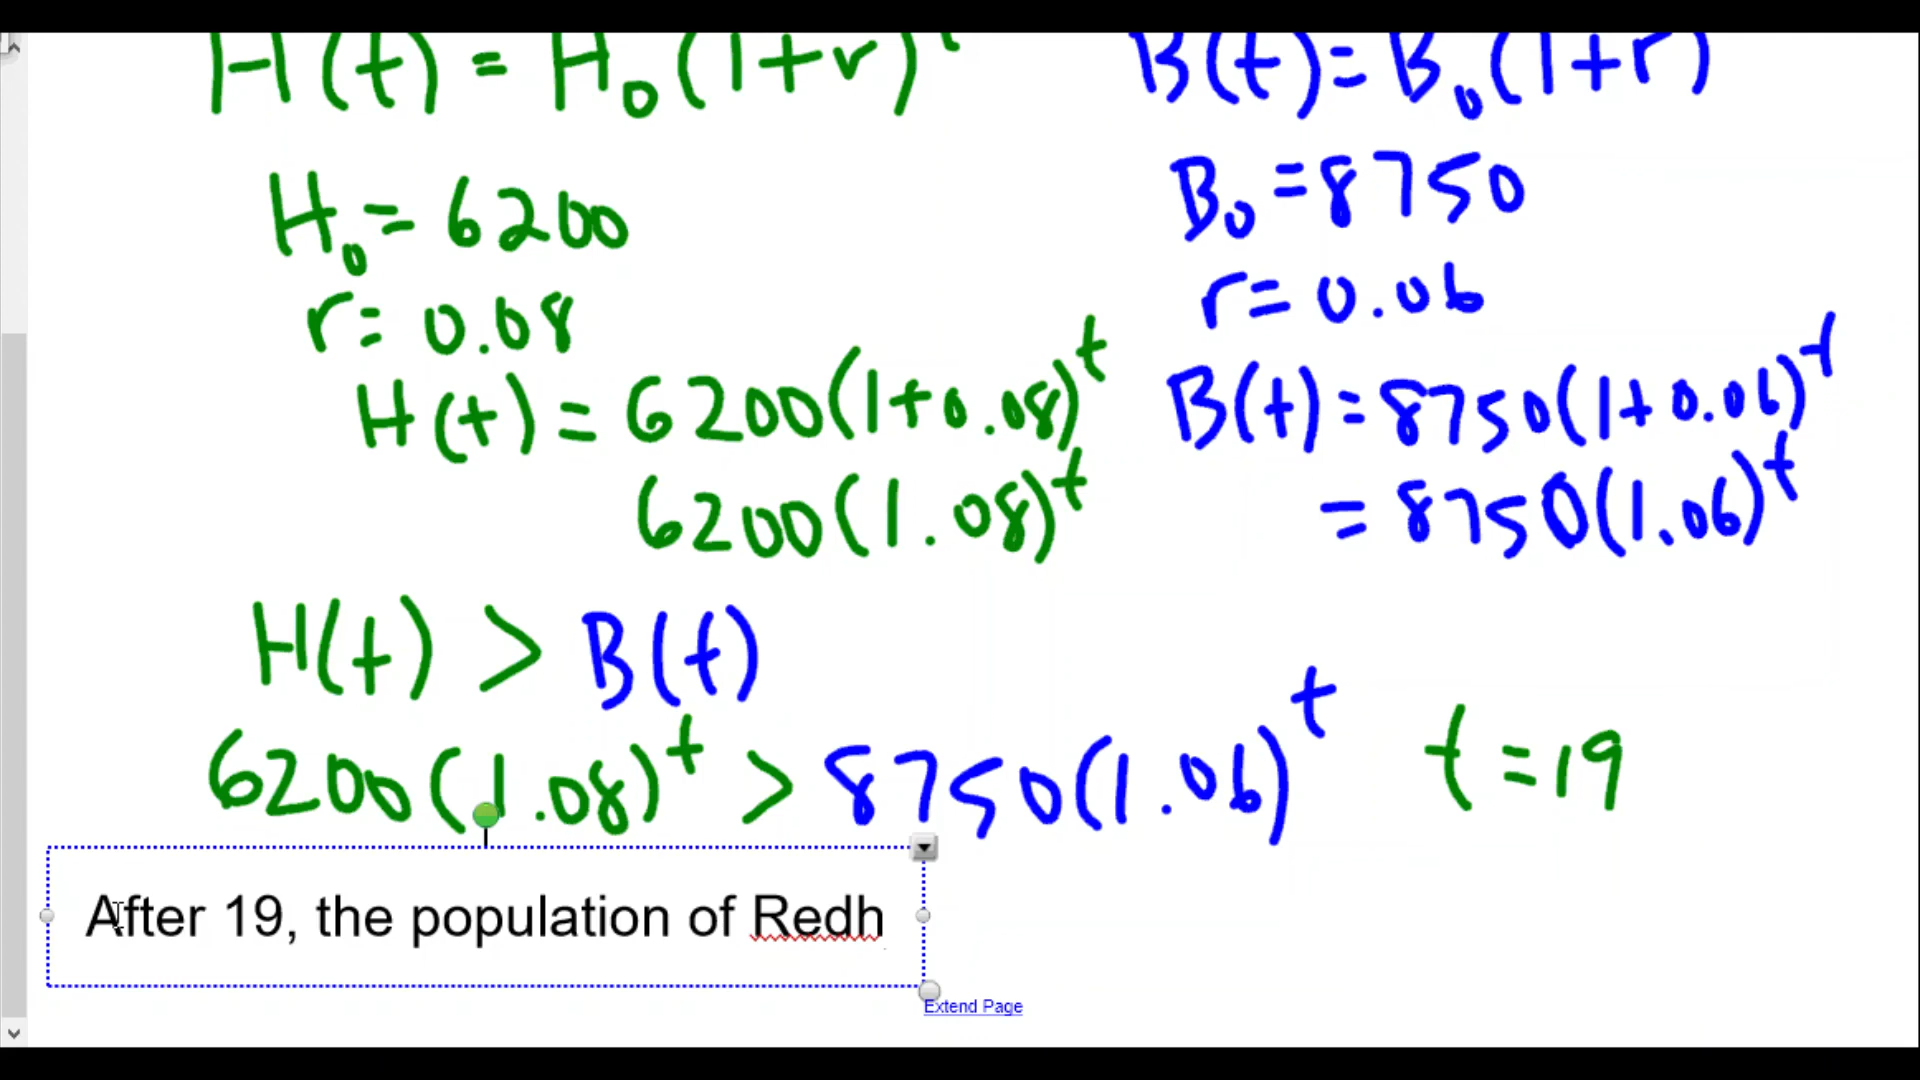 H(t) = H₀(1+r)ᵗ
B(t) = B₀(1+r)
H₀ = 6200
B₀ = 8750
r = 0.08
r = 0.06
H(t) = 6200(1+0.08)ᵗ
B(t) = 8750(1+0.06)ᵗ
6200(1.08)ᵗ
= 8750(1.06)ᵗ
H(t) > B(t)
6200(1.08)ᵗ > 8750(1.06)ᵗ
t = 19
After 19, the population of Redh
Extend Page